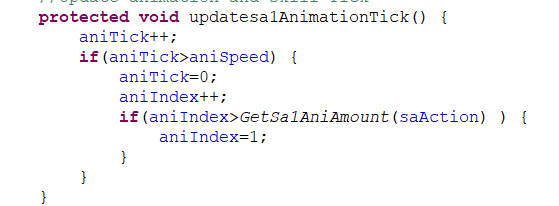 //update animation and skill Tick
protected void updatesa1AnimationTick() {
aniTick++;
if(aniTick>aniSpeed) {
aniTick=0;
aniIndex++;
if(aniIndex>GetSa1AniAmount(saAction) ) {
aniIndex=1;
}
}
}